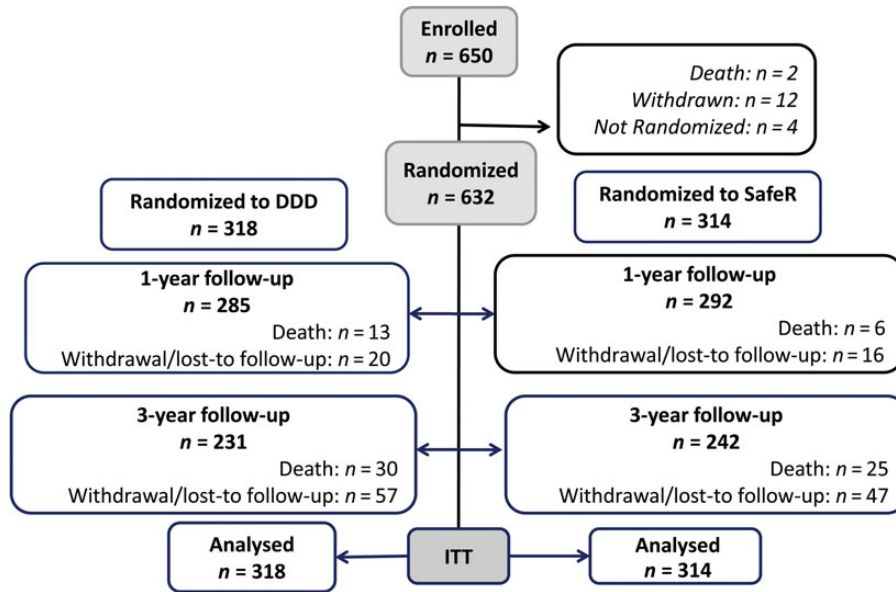 Enrolled
n = 650
Death: n = 2
Withdrawn: n = 12
Not Randomized: n = 4
Randomized
n = 632
Randomized to DDD
n = 318
Randomized to SafeR
n = 314
1-year follow-up
n = 285
Death: n = 13
Withdrawal/lost-to follow-up: n = 20
1-year follow-up
n = 292
Death: n = 6
Withdrawal/lost-to follow-up: n = 16
3-year follow-up
n = 231
Death: n = 30
Withdrawal/lost-to follow-up: n = 57
3-year follow-up
n = 242
Death: n = 25
Withdrawal/lost-to follow-up: n = 47
Analysed
n = 318
ITT
Analysed
n = 314